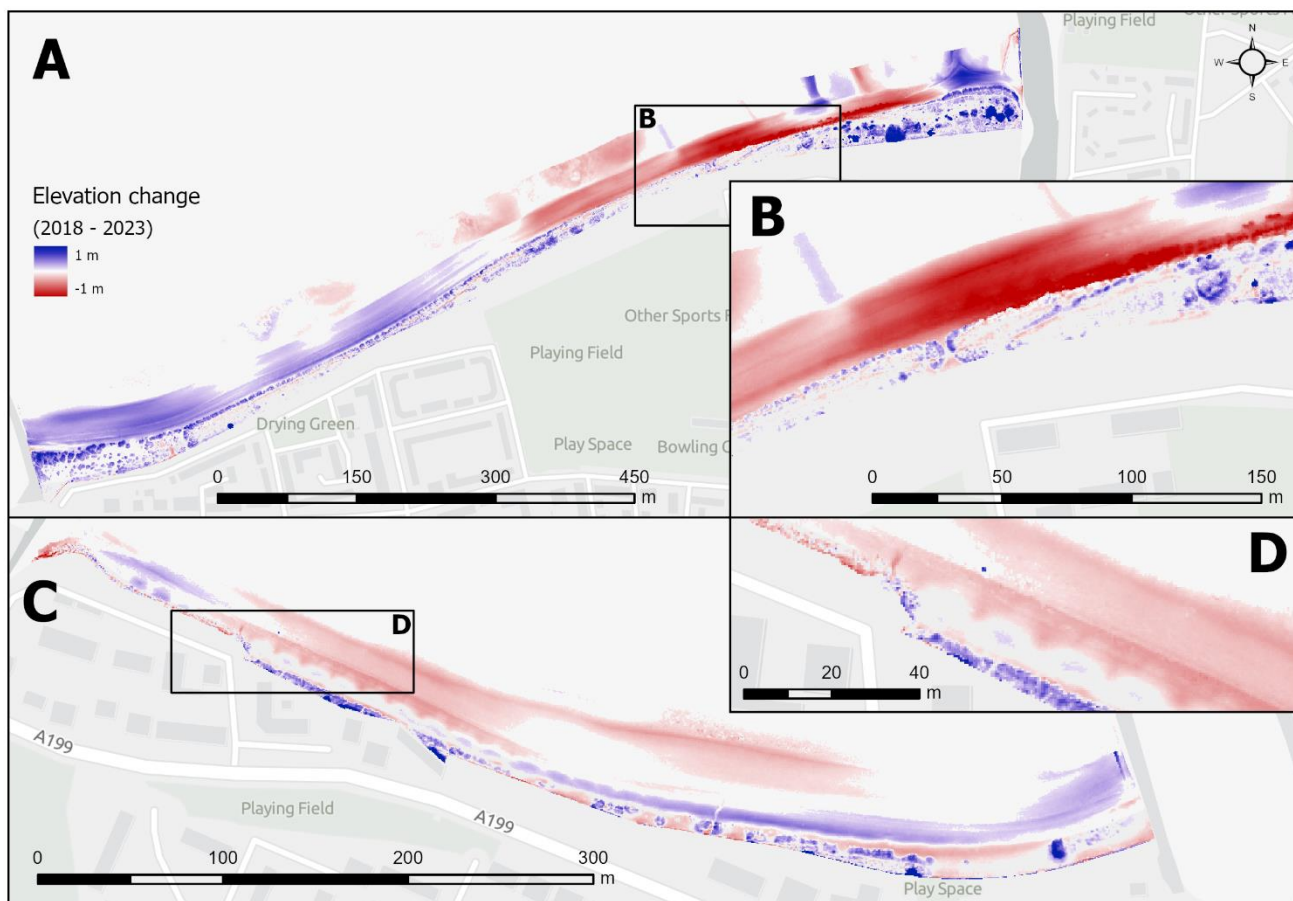 A
Playing Field
Other Sports
N
W
E
S
B
Elevation change
(2018 - 2023)
1 m
-1 m
B
Other Sports
Playing Field
Drying Green
Play Space
Bowling
0
150
300
450
m
0
50
100
150
m
C
D
D
0
20
40
m
A199
Playing Field
A199
0
100
200
300
m
Play Space